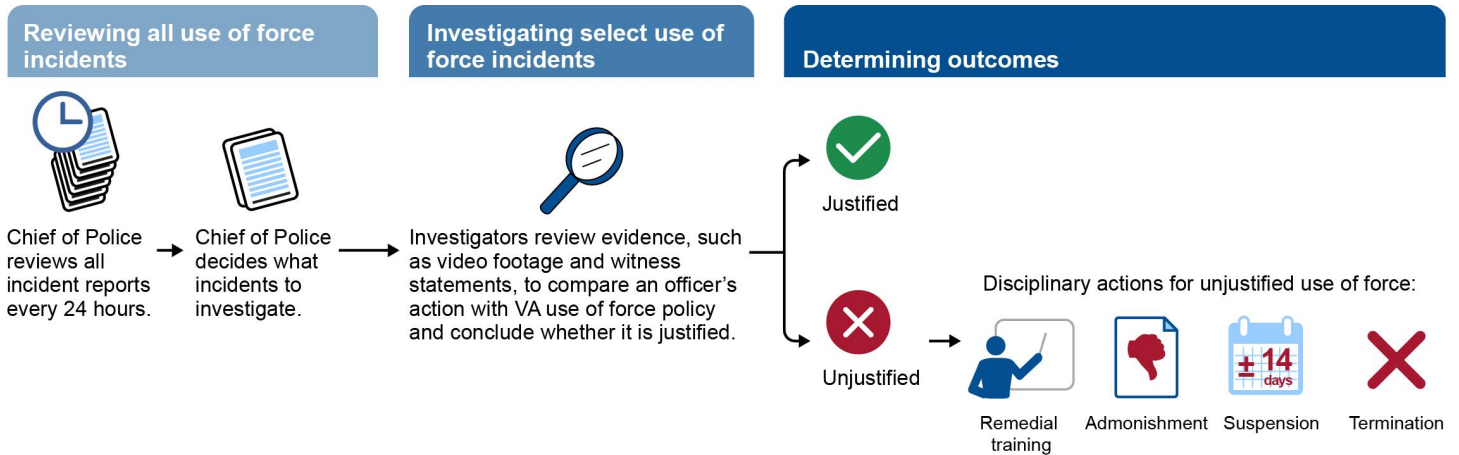 Reviewing all use of force
incidents
Investigating select use of
force incidents
Determining outcomes
Chief of Police
reviews all
incident reports
every 24 hours.
Chief of Police
decides what
incidents to
investigate.
Investigators review evidence, such
as video footage and witness
statements, to compare an officer’s
action with VA use of force policy
and conclude whether it is justified.
Justified
Unjustified
Disciplinary actions for unjustified use of force:
± 14
days
Remedial
training
Admonishment
Suspension
Termination